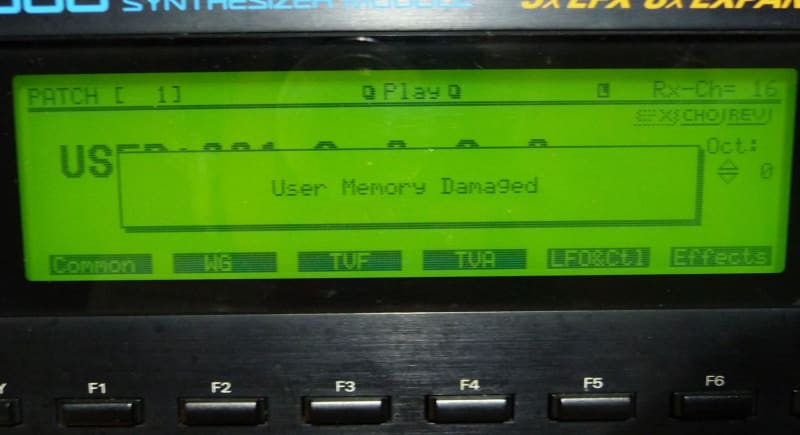 SYNTHESIZER MODULE
PATCH [ 1] Play Rx-Ch= 16
CHO REV
Oct:
User Memory Damaged
0
Common WG TVF TVA LFO&Ctl Effects
F1 F2 F3 F4 F5 F6